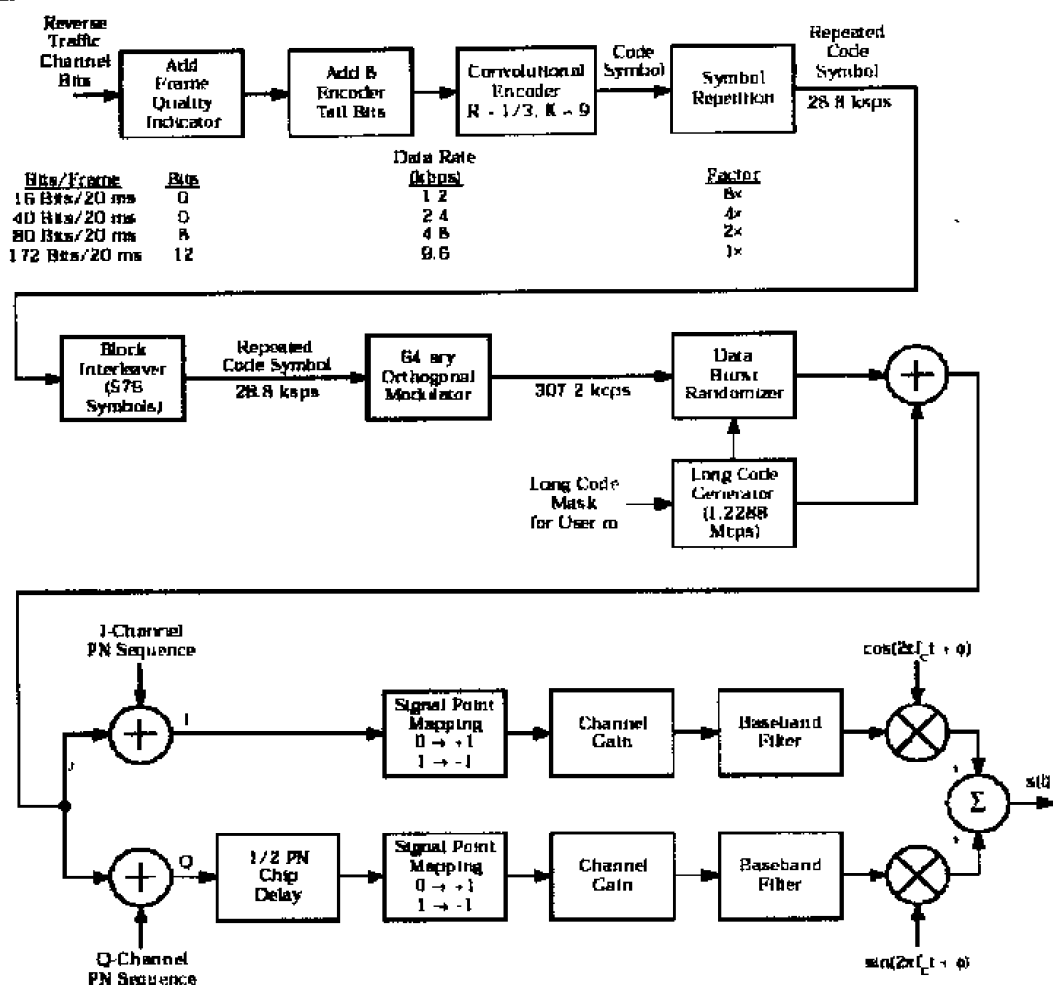 Reverse
Traffic
Channel
Bits
Add
Frame
Quality
Indicator
Add 8
Encoder
Tail Bits
Convolutional
Encoder
R - 1/3, K - 9
Code
Symbol
Symbol
Repetition
Repeated
Code
Symbol
28.8 ksps
Bits/Frame
16 Bits/20 ms
40 Bits/20 ms
80 Bits/20 ms
172 Bits/20 ms
Bits
0
0
8
12
Data Rate
(kbps)
1 2
2 4
4 8
9.6
Factor
8×
4×
2×
1×
Block
Interleaver
(576
Symbols)
Repeated
Code Symbol
28.8 ksps
64 ary
Orthogonal
Modulator
307 2 kcps
Data
Burst
Randomizer
+
Long Code
Mask
for User m
Long Code
Generator
(1.2288
Mcps)
I-Channel
PN Sequence
+
I
Signal Point
Mapping
0 → +1
1 → -1
Channel
Gain
Baseband
Filter
cos(2πf_c t + φ)
Σ
s(t)
+
Q
1/2 PN
Chip
Delay
Signal Point
Mapping
0 → +1
1 → -1
Channel
Gain
Baseband
Filter
Q-Channel
PN Sequence
sin(2πf_c t + φ)